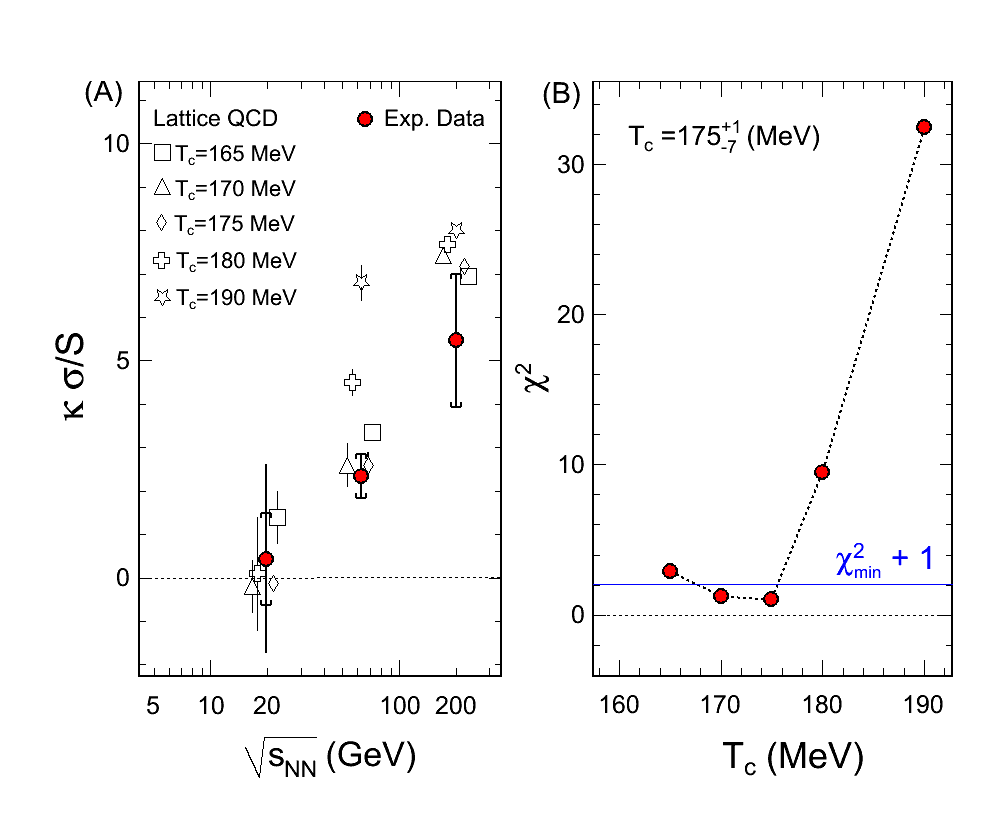 (A)
Lattice QCD
Exp. Data
T_c=165 MeV
T_c=170 MeV
T_c=175 MeV
T_c=180 MeV
T_c=190 MeV
10
5
0
κ σ/S
5 10 20 100 200
√s_NN (GeV)
(B)
T_c =175^{+1}_{-7} (MeV)
30
20
10
0
χ²
χ²_min + 1
160 170 180 190
T_c (MeV)